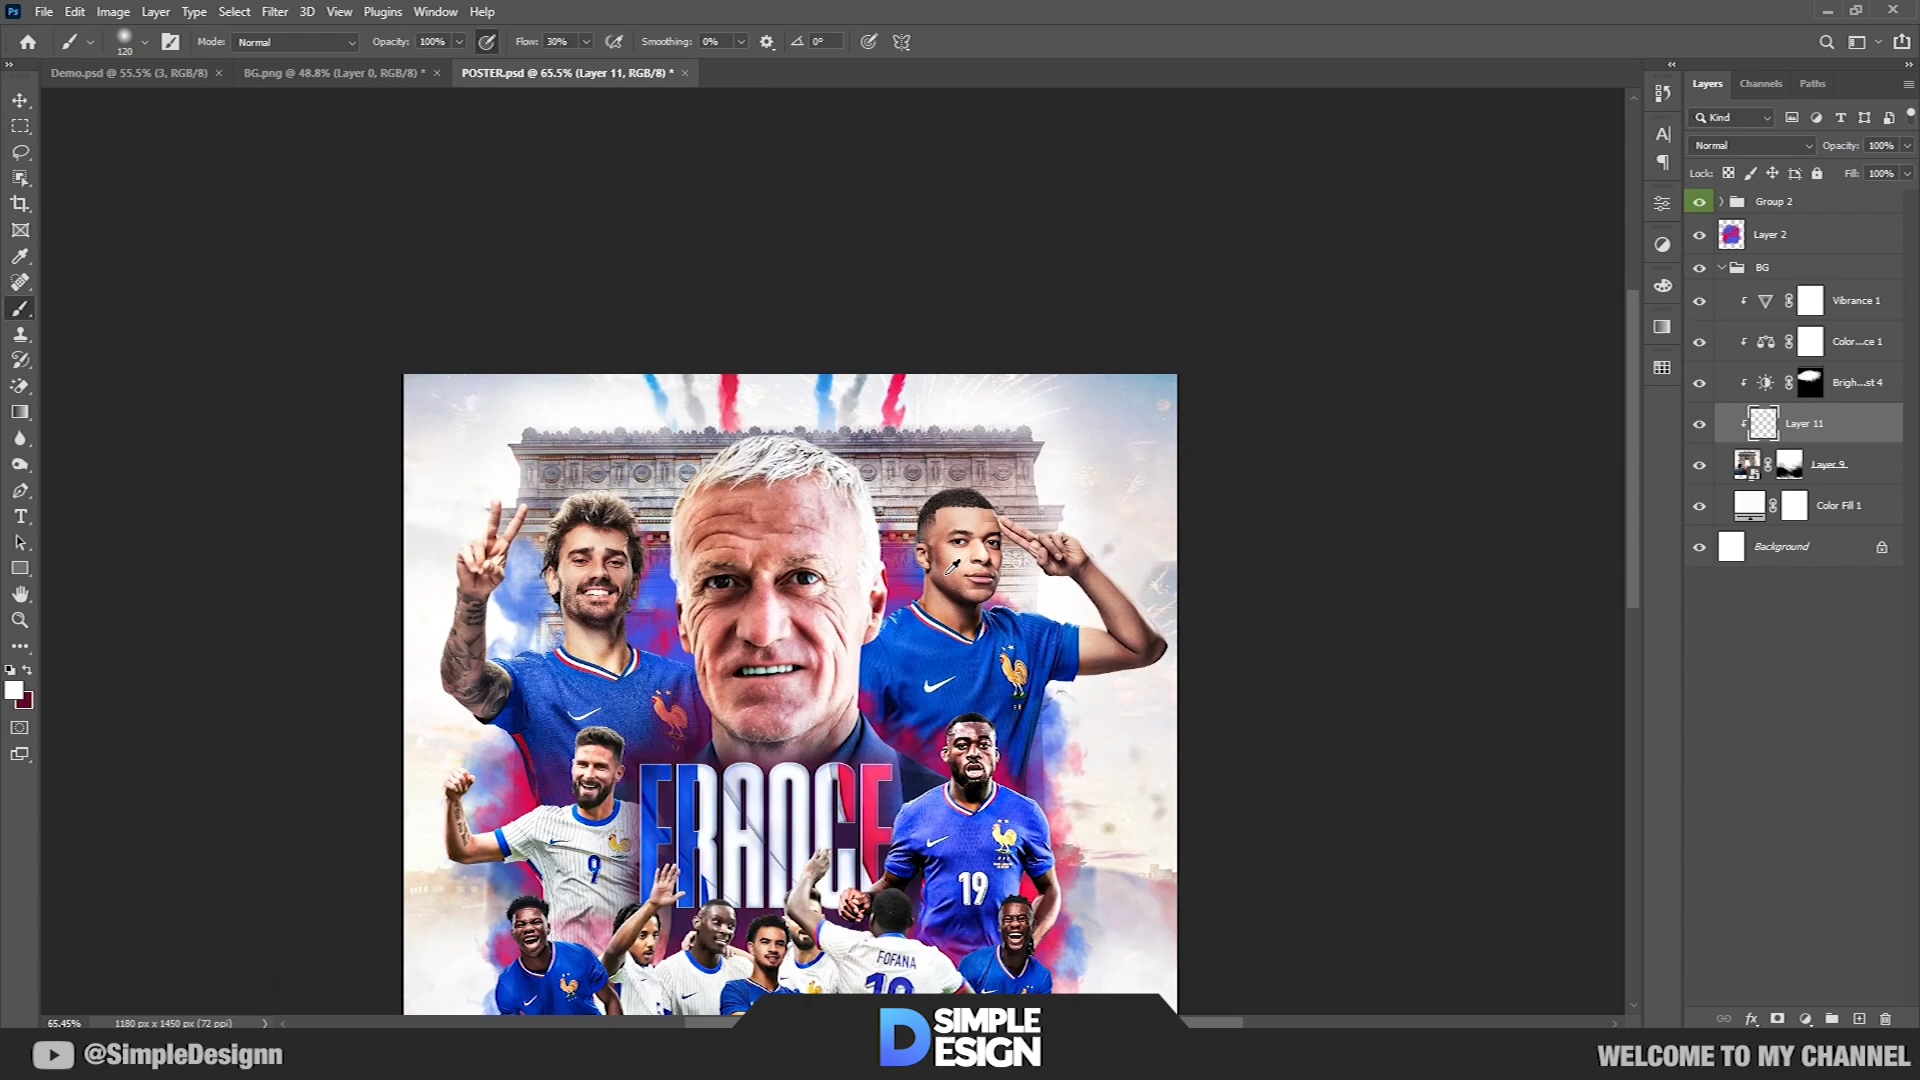 Ps File Edit Image Layer Type Select Filter 3D View Plugins Window Help
120 Mode: Normal Opacity: 100% Flow: 30% Smoothing: 0% 0°
Demo.psd @ 55.5% (3, RGB/8) × BG.png @ 48.8% (Layer 0, RGB/8) * × POSTER.psd @ 65.5% (Layer 11, RGB/8) * ×
Layers Channels Paths
Kind
Normal Opacity: 100%
Lock: Fill: 100%
Group 2
Layer 2
BG
Vibrance 1
Color...ce 1
Brigh...st 4
Layer 11
Layer 9
Color Fill 1
Background
FRANCE
9
19
FOFANA
65.45% 1180 px x 1450 px (72 ppi)
@SimpleDesignn
D SIMPLE
ESIGN
WELCOME TO MY CHANNEL